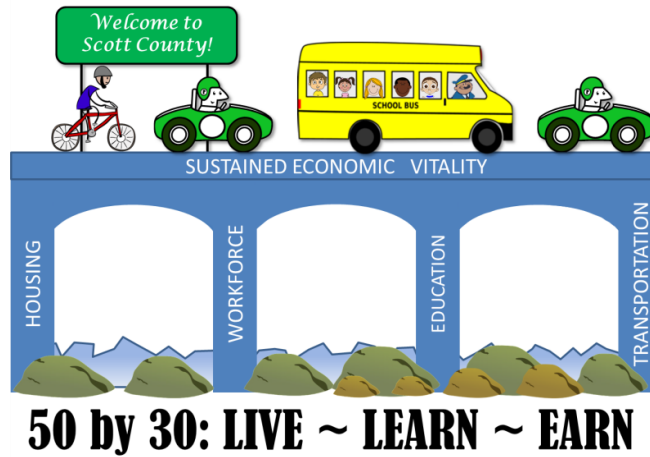 Welcome to
Scott County!
SCHOOL BUS
SUSTAINED ECONOMIC VITALITY
HOUSING
WORKFORCE
EDUCATION
TRANSPORTATION
50 by 30: LIVE ~ LEARN ~ EARN